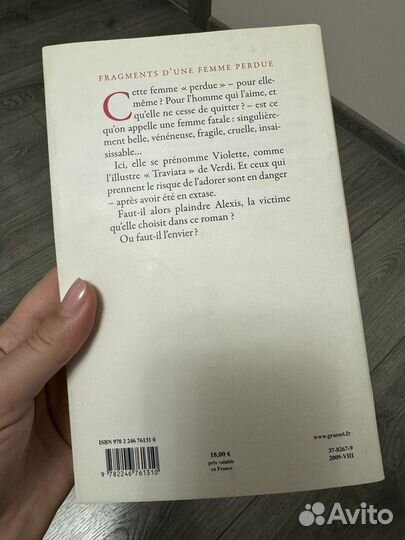 FRAGMENTS D'UNE FEMME PERDUE
Cette femme « perdue » – pour elle-
même ? Pour l'homme qui l'aime, et
qu'elle ne cesse de quitter ? – est ce
qu'on appelle une femme fatale : singulière-
ment belle, vénéneuse, fragile, cruelle, insai-
sissable...
Ici, elle se prénomme Violette, comme
l'illustre « Traviata » de Verdi. Et ceux qui
prennent le risque de l'adorer sont en danger
– après avoir été en extase.
Faut-il alors plaindre Alexis, la victime
qu'elle choisit dans ce roman ?
Ou faut-il l'envier ?
ISBN 978 2 246 76131 0
9 782246 761310
18,00 €
prix valable
en France
www.grasset.fr
37-8267-9
2009-VIII
Avito